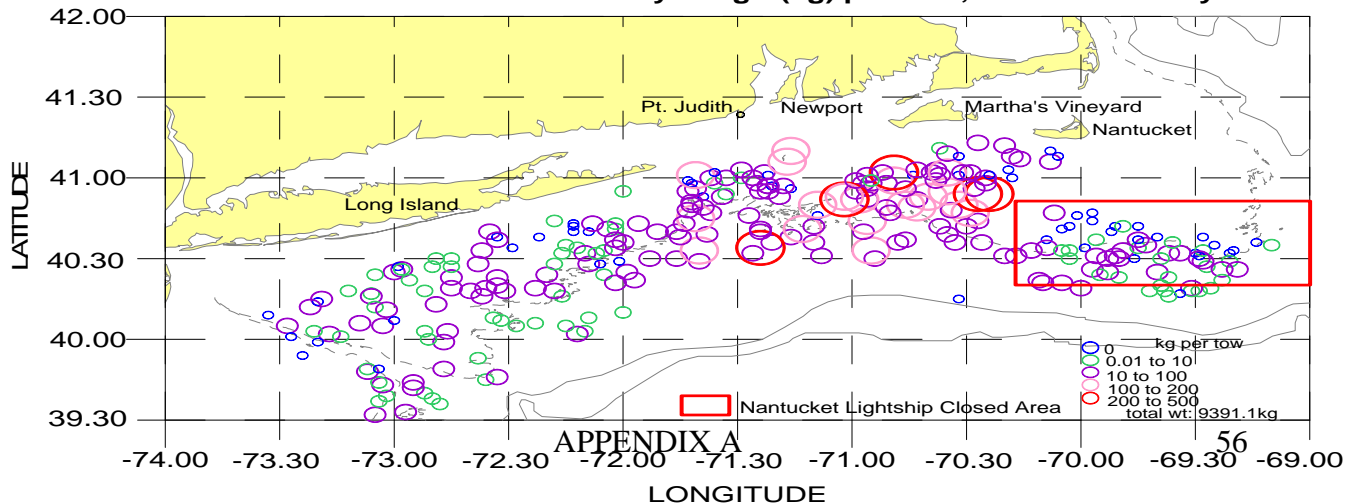 42.00
41.30
41.00
40.30
40.00
39.30
LATITUDE
Pt. Judith
Newport
Martha's Vineyard
Nantucket
Long Island
kg per tow
0
0.01 to 10
10 to 100
100 to 200
200 to 500
total wt: 9391.1kg
Nantucket Lightship Closed Area
APPENDIX A
56
-74.00 -73.30 -73.00 -72.30 -72.00 -71.30 -71.00 -70.30 -70.00 -69.30 -69.00
LONGITUDE